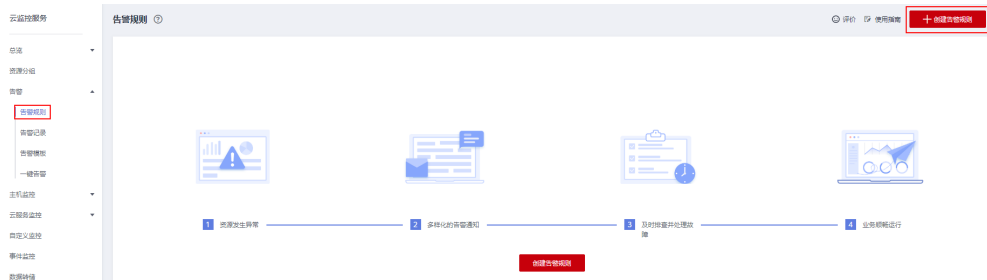 云监控服务
告警规则
评价
使用指南
创建告警规则
总览
资源分组
告警
告警规则
告警记录
告警模板
一键告警
主机监控
云服务监控
自定义监控
事件监控
数据转储
1 资源发生异常
2 多样化的告警通知
3 及时排查并处理故
障
4 业务顺畅运行
创建告警规则